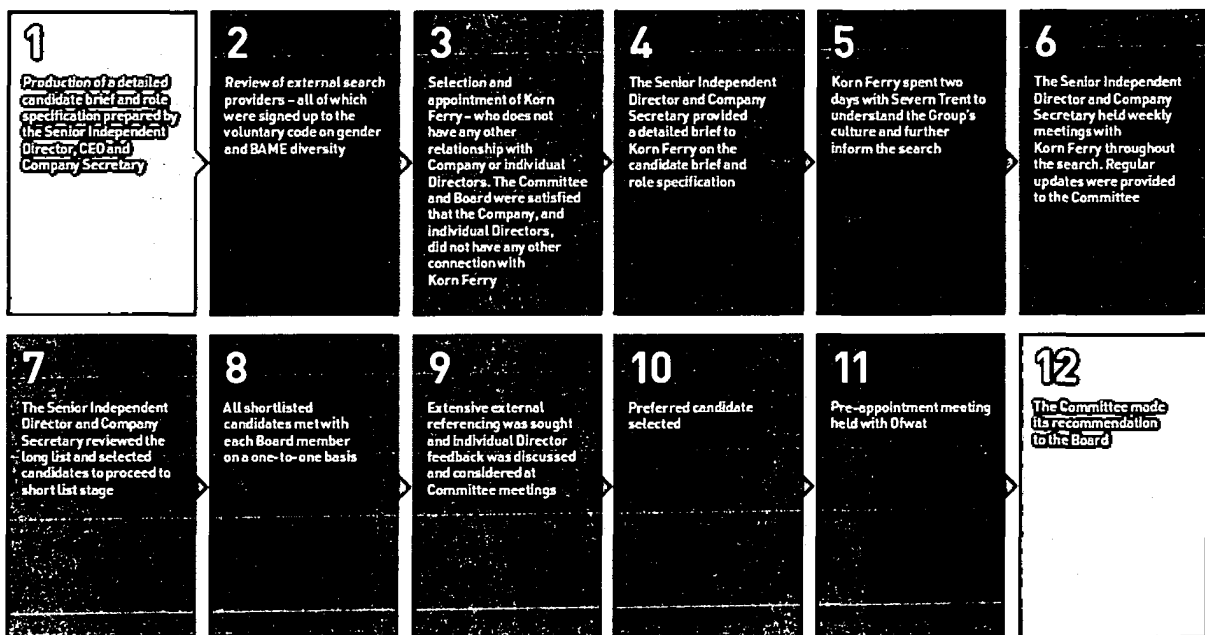 1
Production of a detailed
candidate brief and role
specification prepared by
the Senior Independent
Director, CEO and
Company Secretary
2
Review of external search
providers – all of which
were signed up to the
voluntary code on gender
and BAME diversity
3
Selection and
appointment of Korn
Ferry – who does not
have any other
relationship with
Company or individual
Directors. The Committee
and Board were satisfied
that the Company, and
individual Directors,
did not have any other
connection with
Korn Ferry
4
The Senior Independent
Director and Company
Secretary provided
a detailed brief to
Korn Ferry on the
candidate brief and
role specification
5
Korn Ferry spent two
days with Severn Trent to
understand the Group's
culture and further
inform the search
6
The Senior Independent
Director and Company
Secretary held weekly
meetings with
Korn Ferry throughout
the search. Regular
updates were provided
to the Committee
7
The Senior Independent
Director and Company
Secretary reviewed the
long list and selected
candidates to proceed to
short list stage
8
All shortlisted
candidates met with
each Board member
on a one-to-one basis
9
Extensive external
referencing was sought
and individual Director
feedback was discussed
and considered at
Committee meetings
10
Preferred candidate
selected
11
Pre-appointment meeting
held with Ofwat
12
The Committee made
its recommendation
to the Board